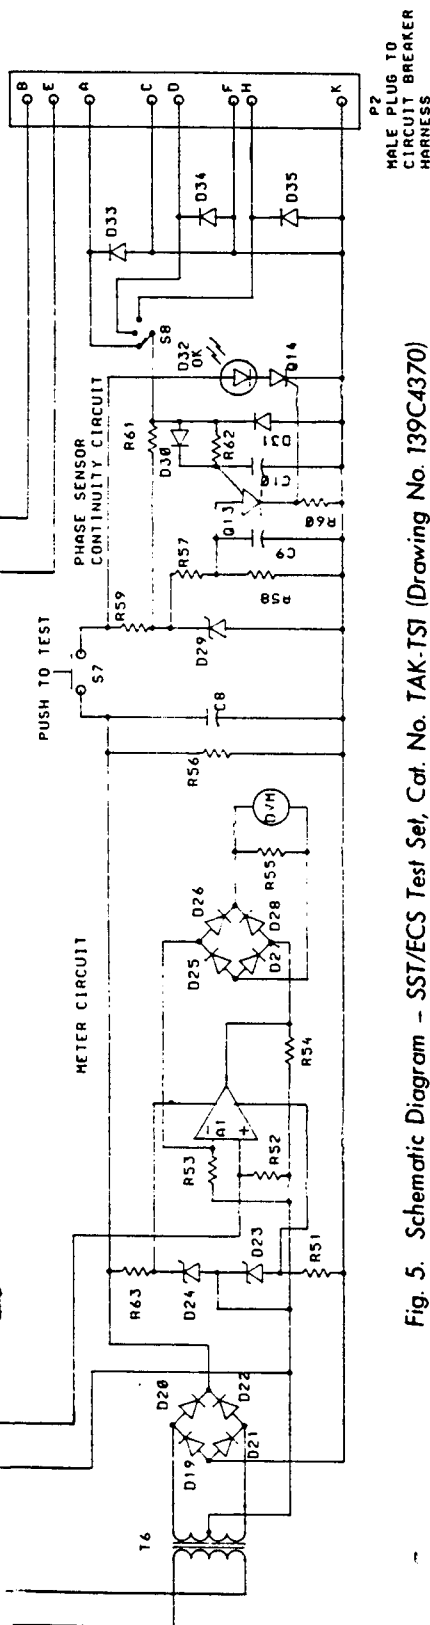 B
E
A
C
D
F
H
K
P2
MALE PLUG TO
CIRCUIT BREAKER
HARNESS
D33
D34
D35
S8
D32
OK
Q14
PHASE SENSOR
CONTINUITY CIRCUIT
R61
D30
R62
D31
C10
Q13
R60
C9
R57
R58
R59
D29
PUSH TO TEST
S7
C8
R56
DVM
R55
D26
D28
D25
D27
METER CIRCUIT
R54
A1
-
+
R53
R52
D23
R63
D24
R51
D20
D22
D19
D21
T6
Fig. 5. Schematic Diagram – SST/ECS Test Set, Cat. No. TAK-TS1 (Drawing No. 139C4370)